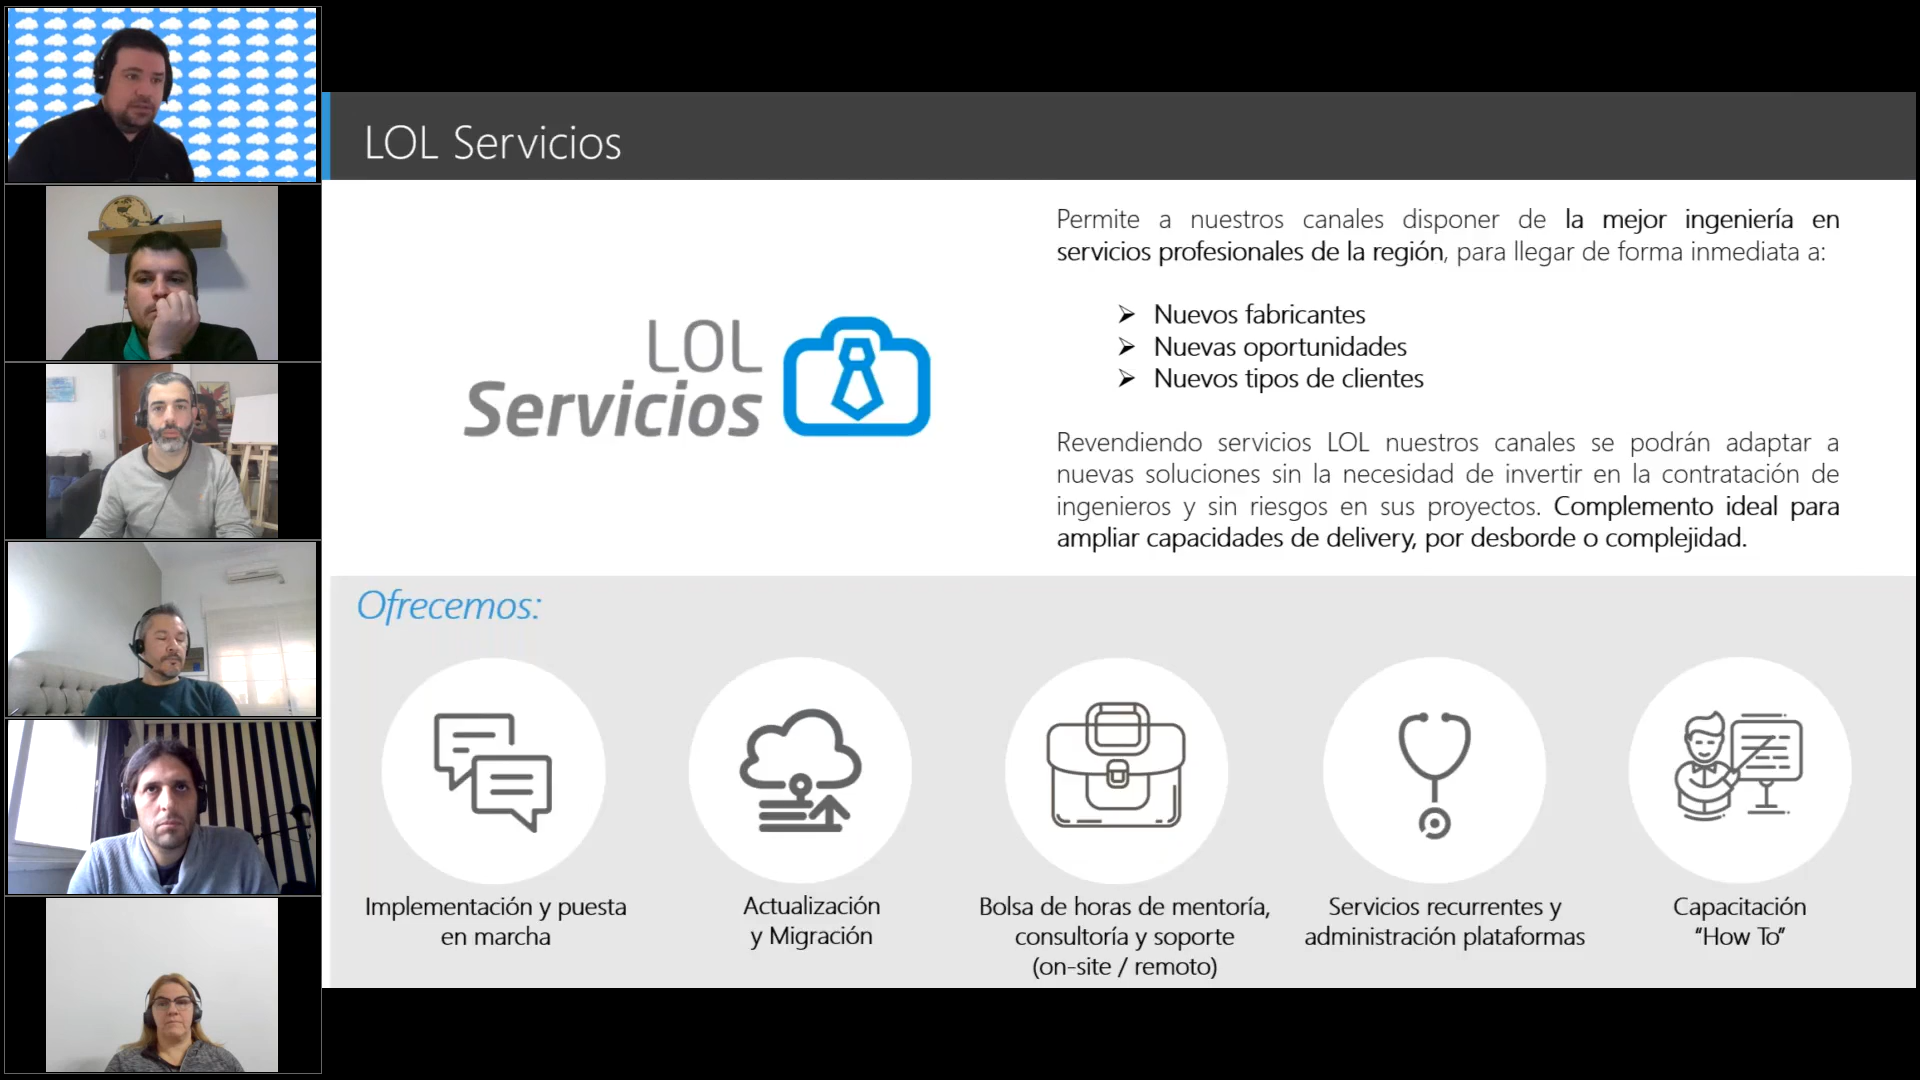 LOL Servicios
LOL
Servicios
Permite a nuestros canales disponer de la mejor ingeniería en
servicios profesionales de la región, para llegar de forma inmediata a:
Nuevos fabricantes
Nuevas oportunidades
Nuevos tipos de clientes
Revendiendo servicios LOL nuestros canales se podrán adaptar a
nuevas soluciones sin la necesidad de invertir en la contratación de
ingenieros y sin riesgos en sus proyectos. Complemento ideal para
ampliar capacidades de delivery, por desborde o complejidad.
Ofrecemos:
Implementación y puesta
en marcha
Actualización
y Migración
Bolsa de horas de mentoría,
consultoría y soporte
(on-site / remoto)
Servicios recurrentes y
administración plataformas
Capacitación
“How To”